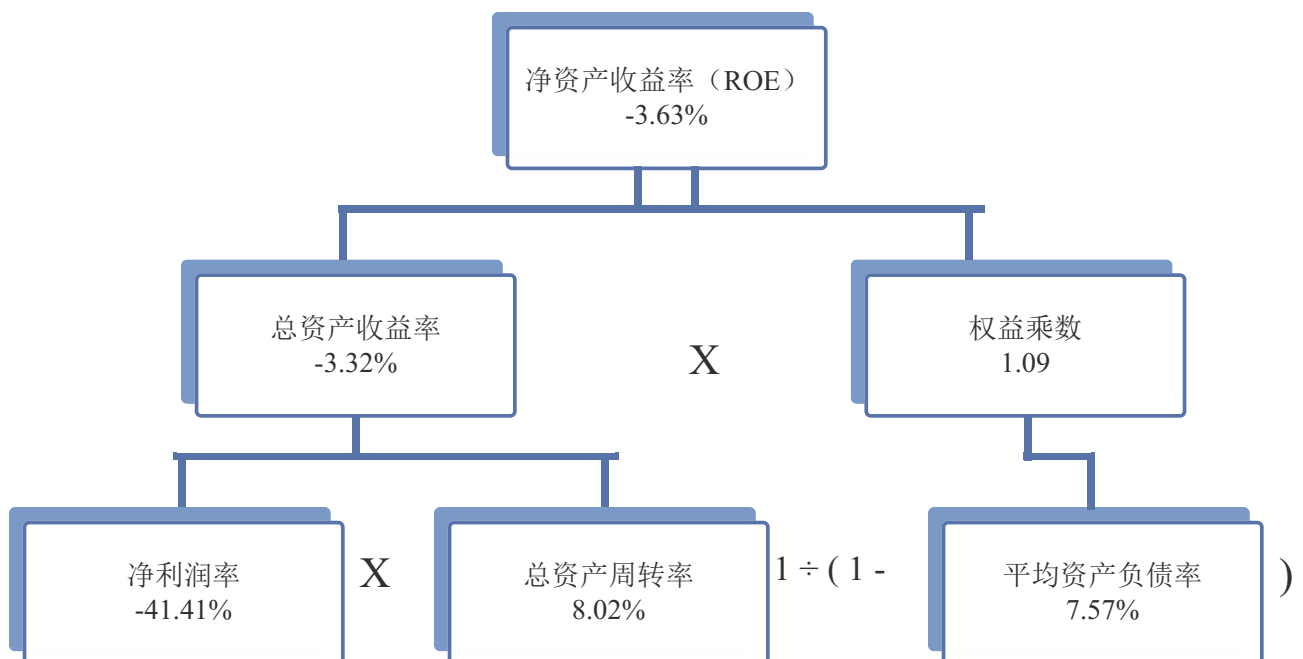 净资产收益率（ROE）
-3.63%
总资产收益率
-3.32%
X
权益乘数
1.09
净利润率
-41.41%
X
总资产周转率
8.02%
1 ÷ ( 1 -
平均资产负债率
7.57%
)